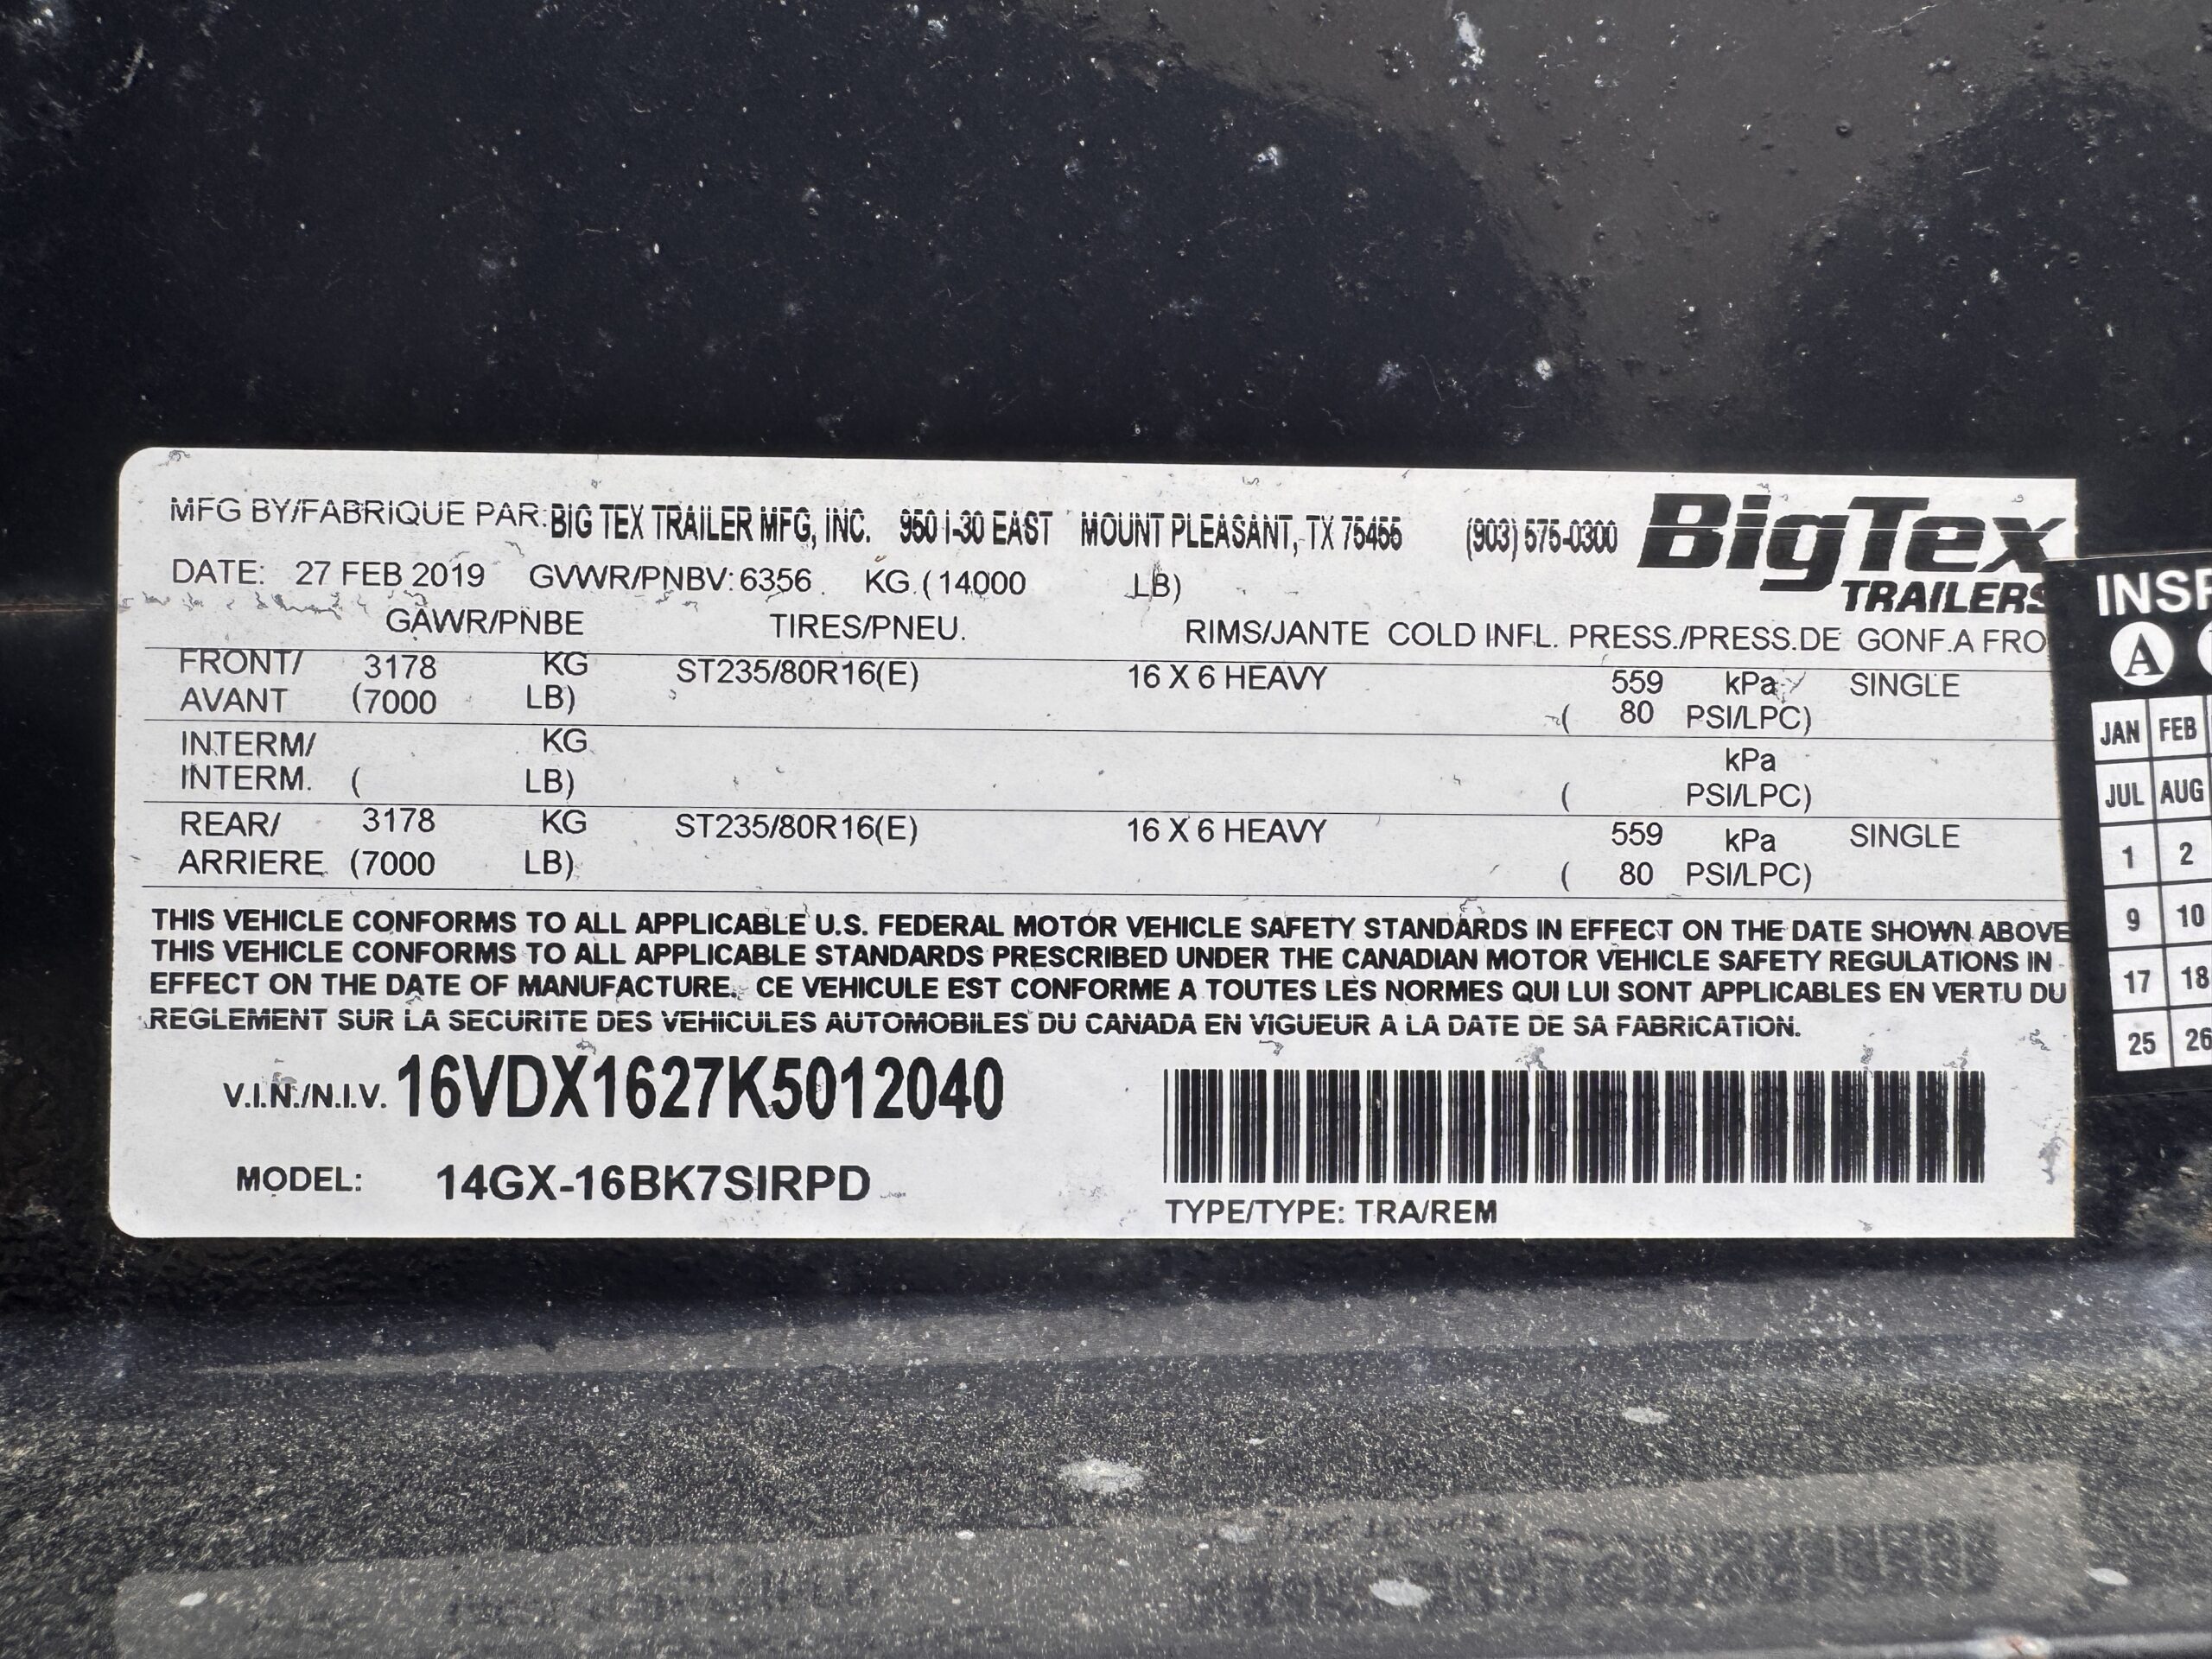 MFG BY/FABRIQUE PAR: BIG TEX TRAILER MFG, INC. 950 I-30 EAST MOUNT PLEASANT, TX 75455 (903) 575-0300 BigTex
TRAILERS
DATE: 27 FEB 2019 GVWR/PNBV: 6356 KG (14000 LB)
GAWR/PNBE TIRES/PNEU. RIMS/JANTE COLD INFL. PRESS./PRESS.DE GONF.A FRO
FRONT/ 3178 KG ST235/80R16(E) 16 X 6 HEAVY 559 kPa SINGLE
AVANT (7000 LB) ( 80 PSI/LPC)
INTERM/ KG kPa
INTERM. ( LB) ( PSI/LPC)
REAR/ 3178 KG ST235/80R16(E) 16 X 6 HEAVY 559 kPa SINGLE
ARRIERE (7000 LB) ( 80 PSI/LPC)
THIS VEHICLE CONFORMS TO ALL APPLICABLE U.S. FEDERAL MOTOR VEHICLE SAFETY STANDARDS IN EFFECT ON THE DATE SHOWN ABOVE
THIS VEHICLE CONFORMS TO ALL APPLICABLE STANDARDS PRESCRIBED UNDER THE CANADIAN MOTOR VEHICLE SAFETY REGULATIONS IN
EFFECT ON THE DATE OF MANUFACTURE. CE VEHICULE EST CONFORME A TOUTES LES NORMES QUI LUI SONT APPLICABLES EN VERTU DU
REGLEMENT SUR LA SECURITE DES VEHICULES AUTOMOBILES DU CANADA EN VIGUEUR A LA DATE DE SA FABRICATION.
V.I.N./N.I.V. 16VDX1627K5012040
MODEL: 14GX-16BK7SIRPD
TYPE/TYPE: TRA/REM
INSP
A
JAN FEB
JUL AUG
1 2
9 10
17 18
25 26